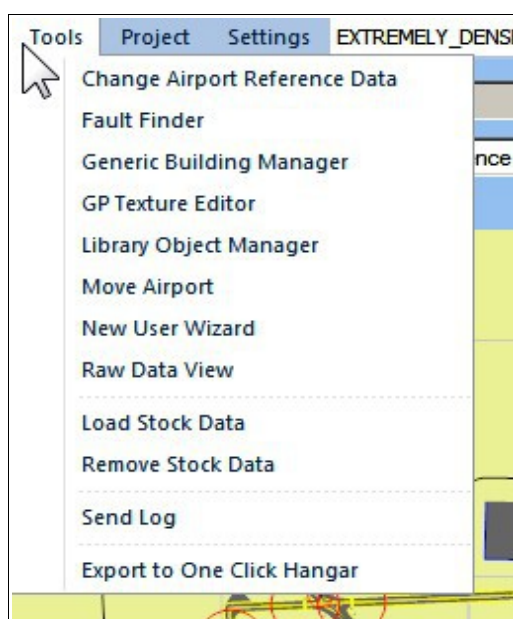 Tools Project Settings EXTREMELY_DENS
Change Airport Reference Data
Fault Finder
Generic Building Manager
nce
GP Texture Editor
Library Object Manager
Move Airport
New User Wizard
Raw Data View
Load Stock Data
Remove Stock Data
Send Log
Export to One Click Hangar